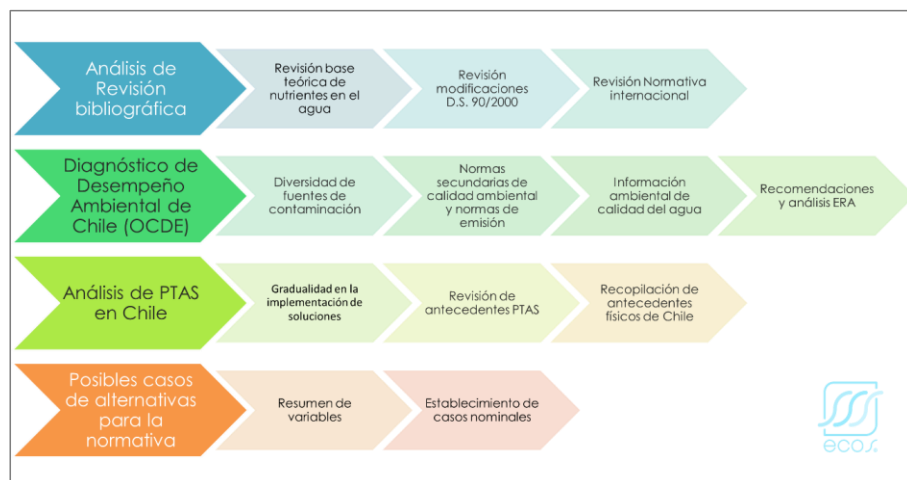 Análisis de
Revisión
bibliográfica
Revisión base
teórica de
nutrientes en el
agua
Revisión
modificaciones
D.S. 90/2000
Revisión Normativa
internacional
Diagnóstico de
Desempeño
Ambiental de
Chile (OCDE)
Diversidad de
fuentes de
contaminación
Normas
secundarias de
calidad ambiental
y normas de
emisión
Información
ambiental de
calidad del agua
Recomendaciones
y análisis ERA
Análisis de PTAS
en Chile
Gradualidad en la
implementación de
soluciones
Revisión de
antecedentes PTAS
Recopilación de
antecedentes
físicos de Chile
Posibles casos
de alternativas
para la
normativa
Resumen de
variables
Establecimiento de
casos nominales
ecos